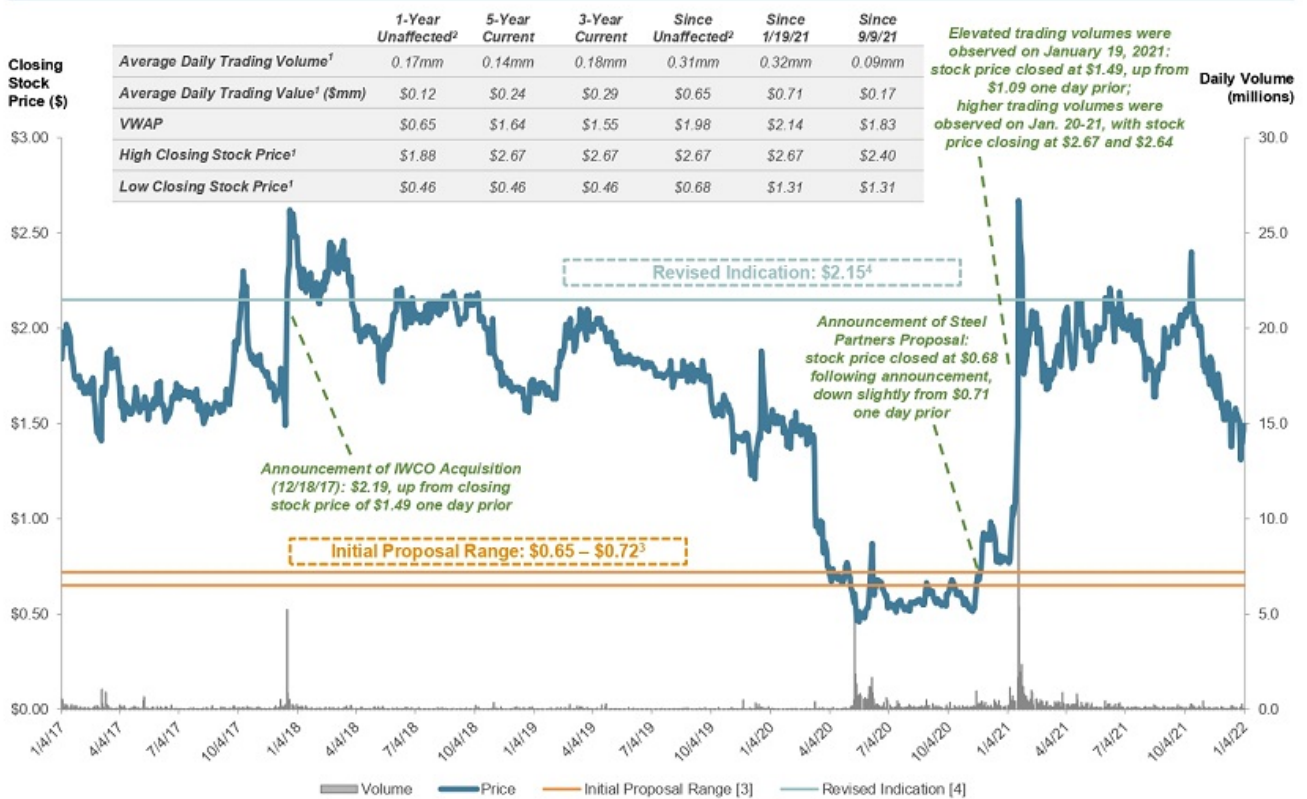 1-Year Unaffected² 5-Year Current 3-Year Current Since Unaffected² Since 1/19/21 Since 9/9/21
Average Daily Trading Volume¹ 0.17mm 0.14mm 0.18mm 0.31mm 0.32mm 0.09mm
Average Daily Trading Value¹ ($mm) $0.12 $0.24 $0.29 $0.65 $0.71 $0.17
VWAP $0.65 $1.64 $1.55 $1.98 $2.14 $1.83
High Closing Stock Price¹ $1.88 $2.67 $2.67 $2.67 $2.67 $2.40
Low Closing Stock Price¹ $0.46 $0.46 $0.46 $0.68 $1.31 $1.31
Elevated trading volumes were
observed on January 19, 2021:
stock price closed at $1.49, up from
$1.09 one day prior;
higher trading volumes were
observed on Jan. 20-21, with stock
price closing at $2.67 and $2.64
Closing
Stock
Price ($)
Daily Volume
(millions)
$3.00
$2.50
$2.00
$1.50
$1.00
$0.50
$0.00
30.0
25.0
20.0
15.0
10.0
5.0
0.0
Revised Indication: $2.15⁴
Announcement of Steel
Partners Proposal:
stock price closed at $0.68
following announcement,
down slightly from $0.71
one day prior
Announcement of IWCO Acquisition
(12/18/17): $2.19, up from closing
stock price of $1.49 one day prior
Initial Proposal Range: $0.65 – $0.72³
1/4/17 4/4/17 7/4/17 10/4/17 1/4/18 4/4/18 7/4/18 10/4/18 1/4/19 4/4/19 7/4/19 10/4/19 1/4/20 4/4/20 7/4/20 10/4/20 1/4/21 4/4/21 7/4/21 10/4/21 1/4/22
Volume Price Initial Proposal Range [3] Revised Indication [4]